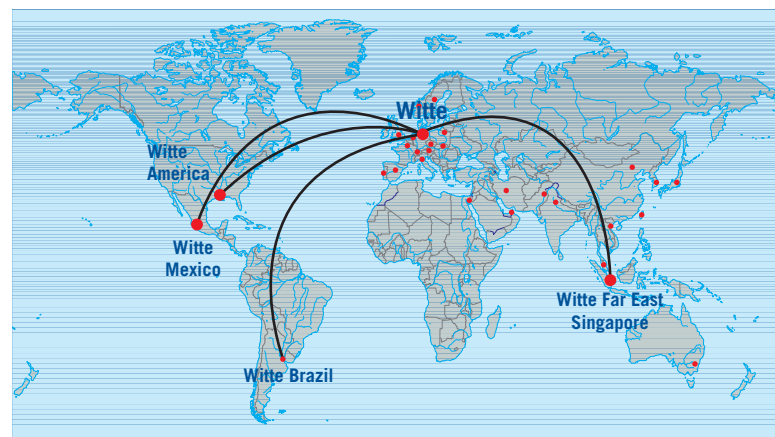 Witte
Witte
America
Witte
Mexico
Witte Far East
Singapore
Witte Brazil